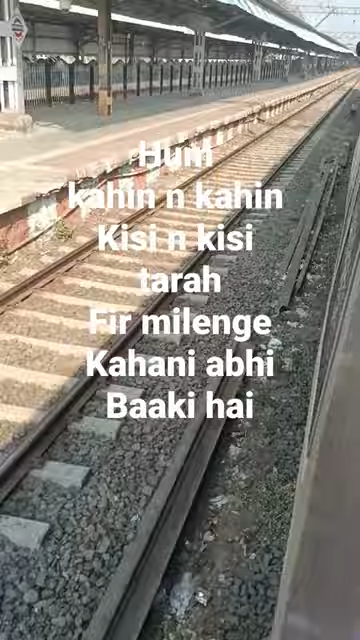 Hum
kahin n kahin
Kisi n kisi
tarah
Fir milenge
Kahani abhi
Baaki hai